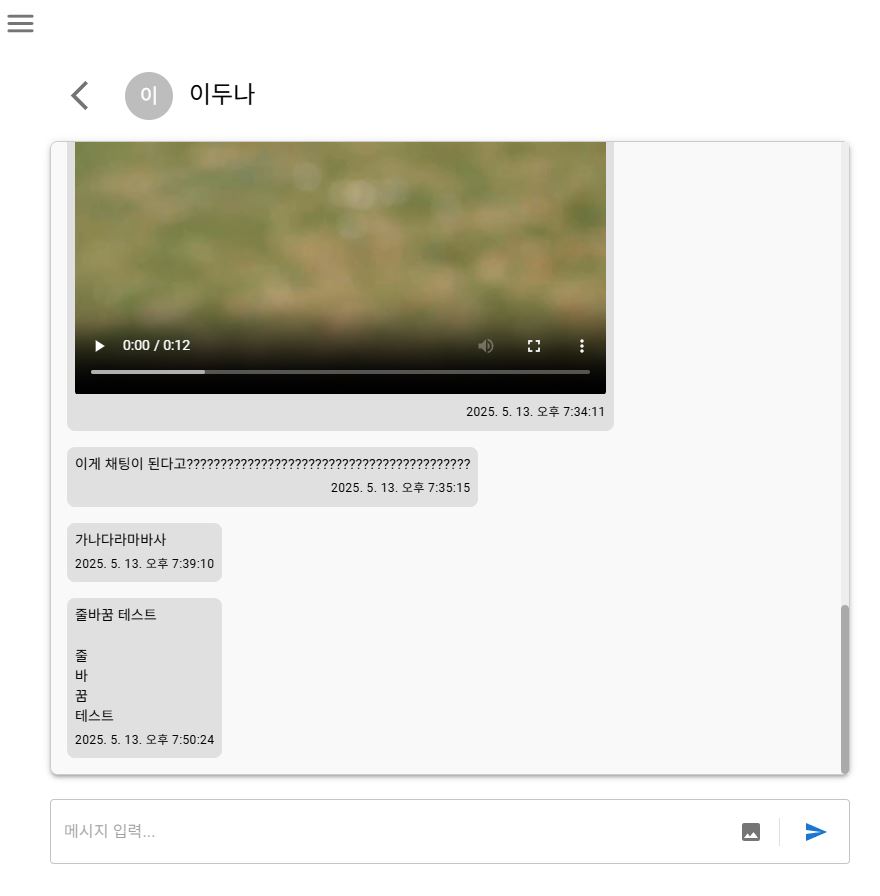 이
이두나
0:00 / 0:12
2025. 5. 13. 오후 7:34:11
이게 채팅이 된다고??????????????????????????????????????????
2025. 5. 13. 오후 7:35:15
가나다라마바사
2025. 5. 13. 오후 7:39:10
줄바꿈 테스트
줄
바
꿈
테스트
2025. 5. 13. 오후 7:50:24
메시지 입력...